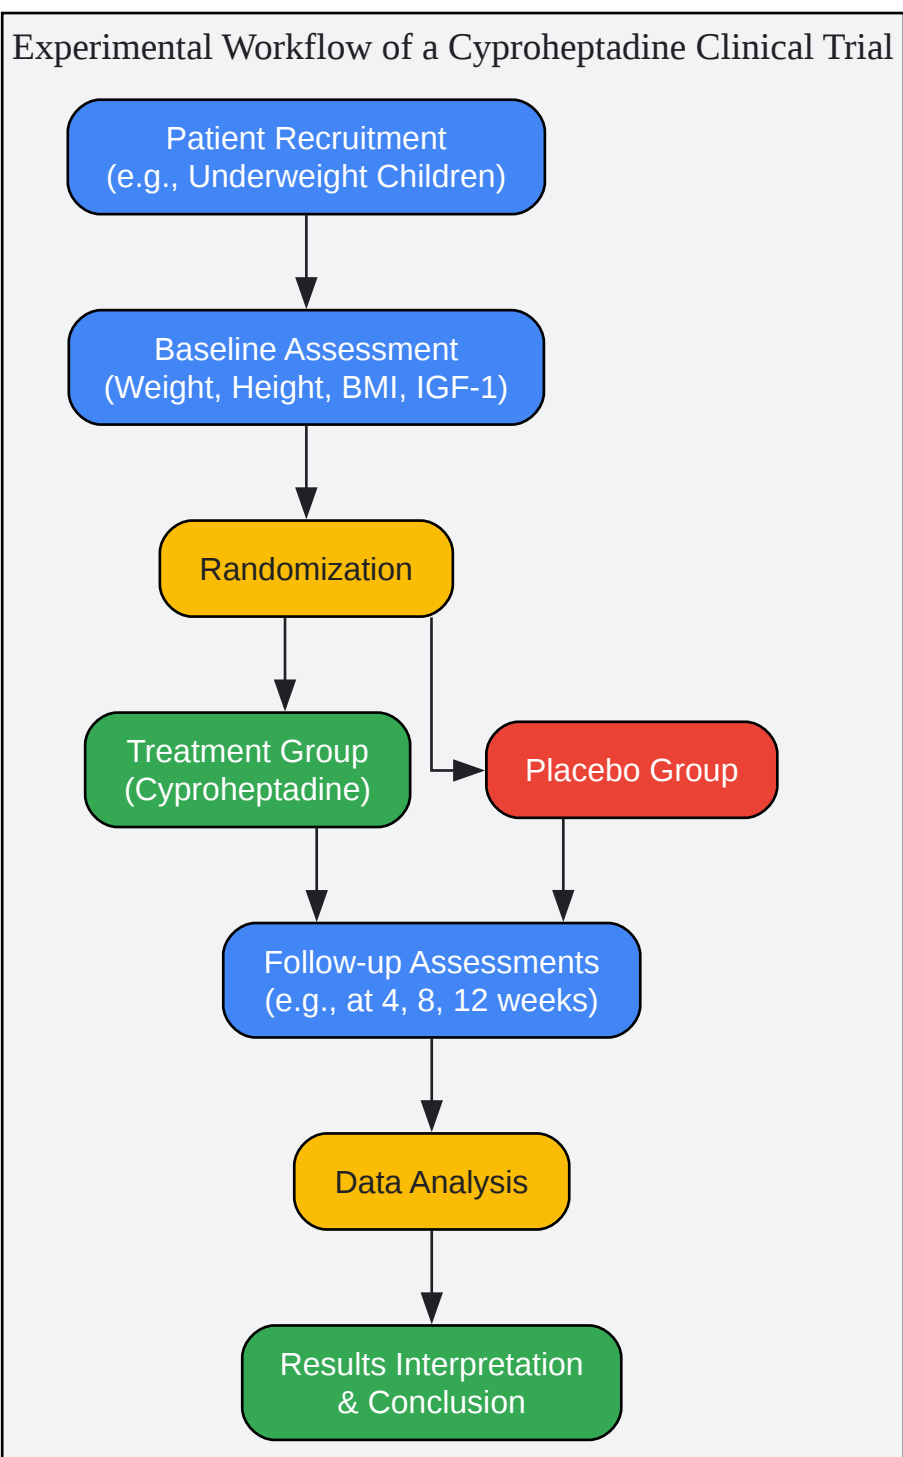 Experimental Workflow of a Cyproheptadine Clinical Trial
Patient Recruitment
(e.g., Underweight Children)
Baseline Assessment
(Weight, Height, BMI, IGF-1)
Randomization
Treatment Group
(Cyproheptadine)
Placebo Group
Follow-up Assessments
(e.g., at 4, 8, 12 weeks)
Data Analysis
Results Interpretation
& Conclusion